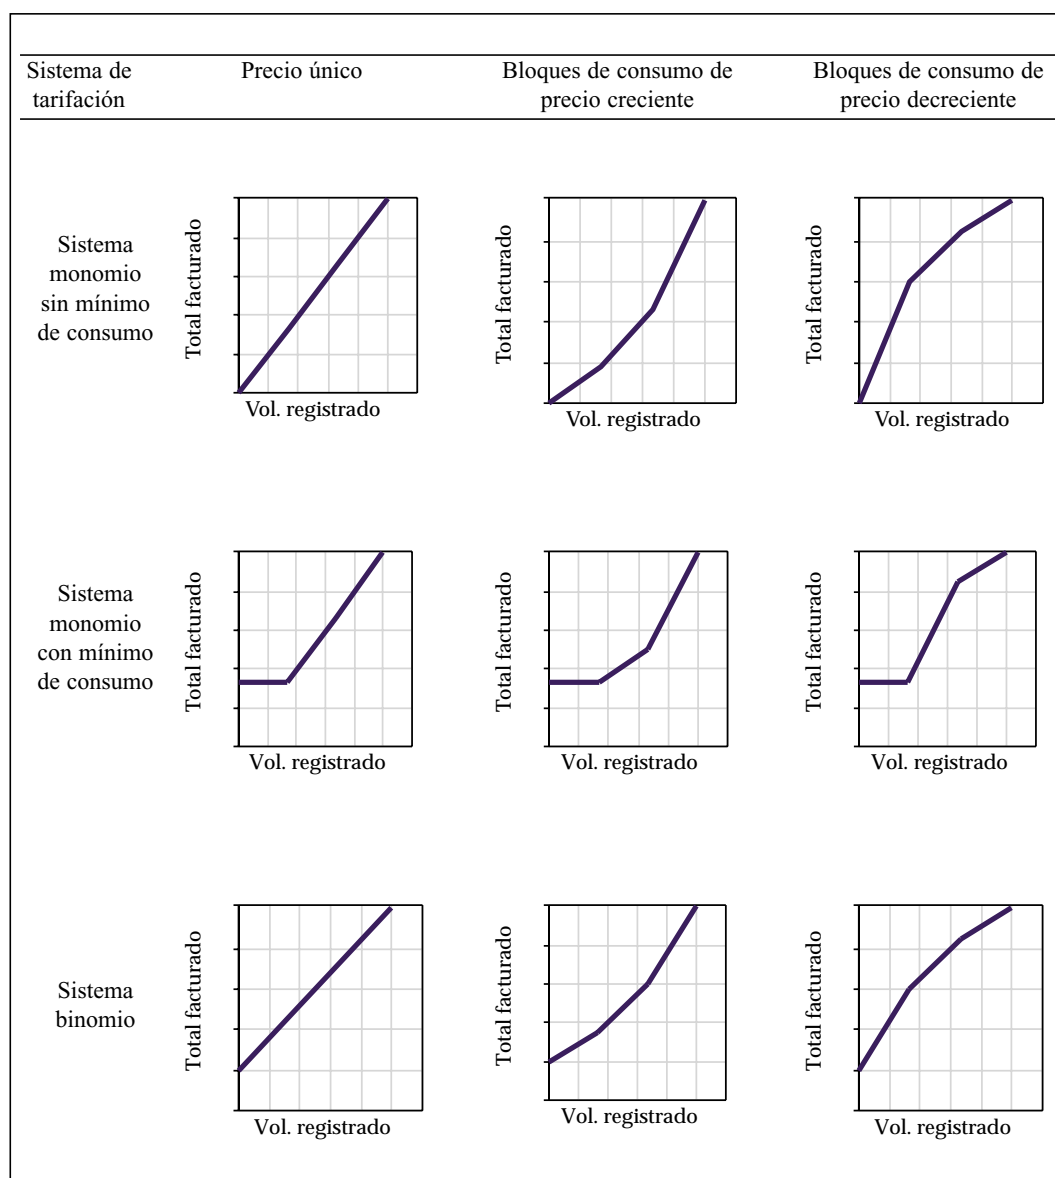 Sistema de
tarifación
Precio único
Bloques de consumo de
precio creciente
Bloques de consumo de
precio decreciente
Sistema
monomio
sin mínimo
de consumo
Total facturado
Vol. registrado
Total facturado
Vol. registrado
Total facturado
Vol. registrado
Sistema
monomio
con mínimo
de consumo
Total facturado
Vol. registrado
Total facturado
Vol. registrado
Total facturado
Vol. registrado
Sistema
binomio
Total facturado
Vol. registrado
Total facturado
Vol. registrado
Total facturado
Vol. registrado